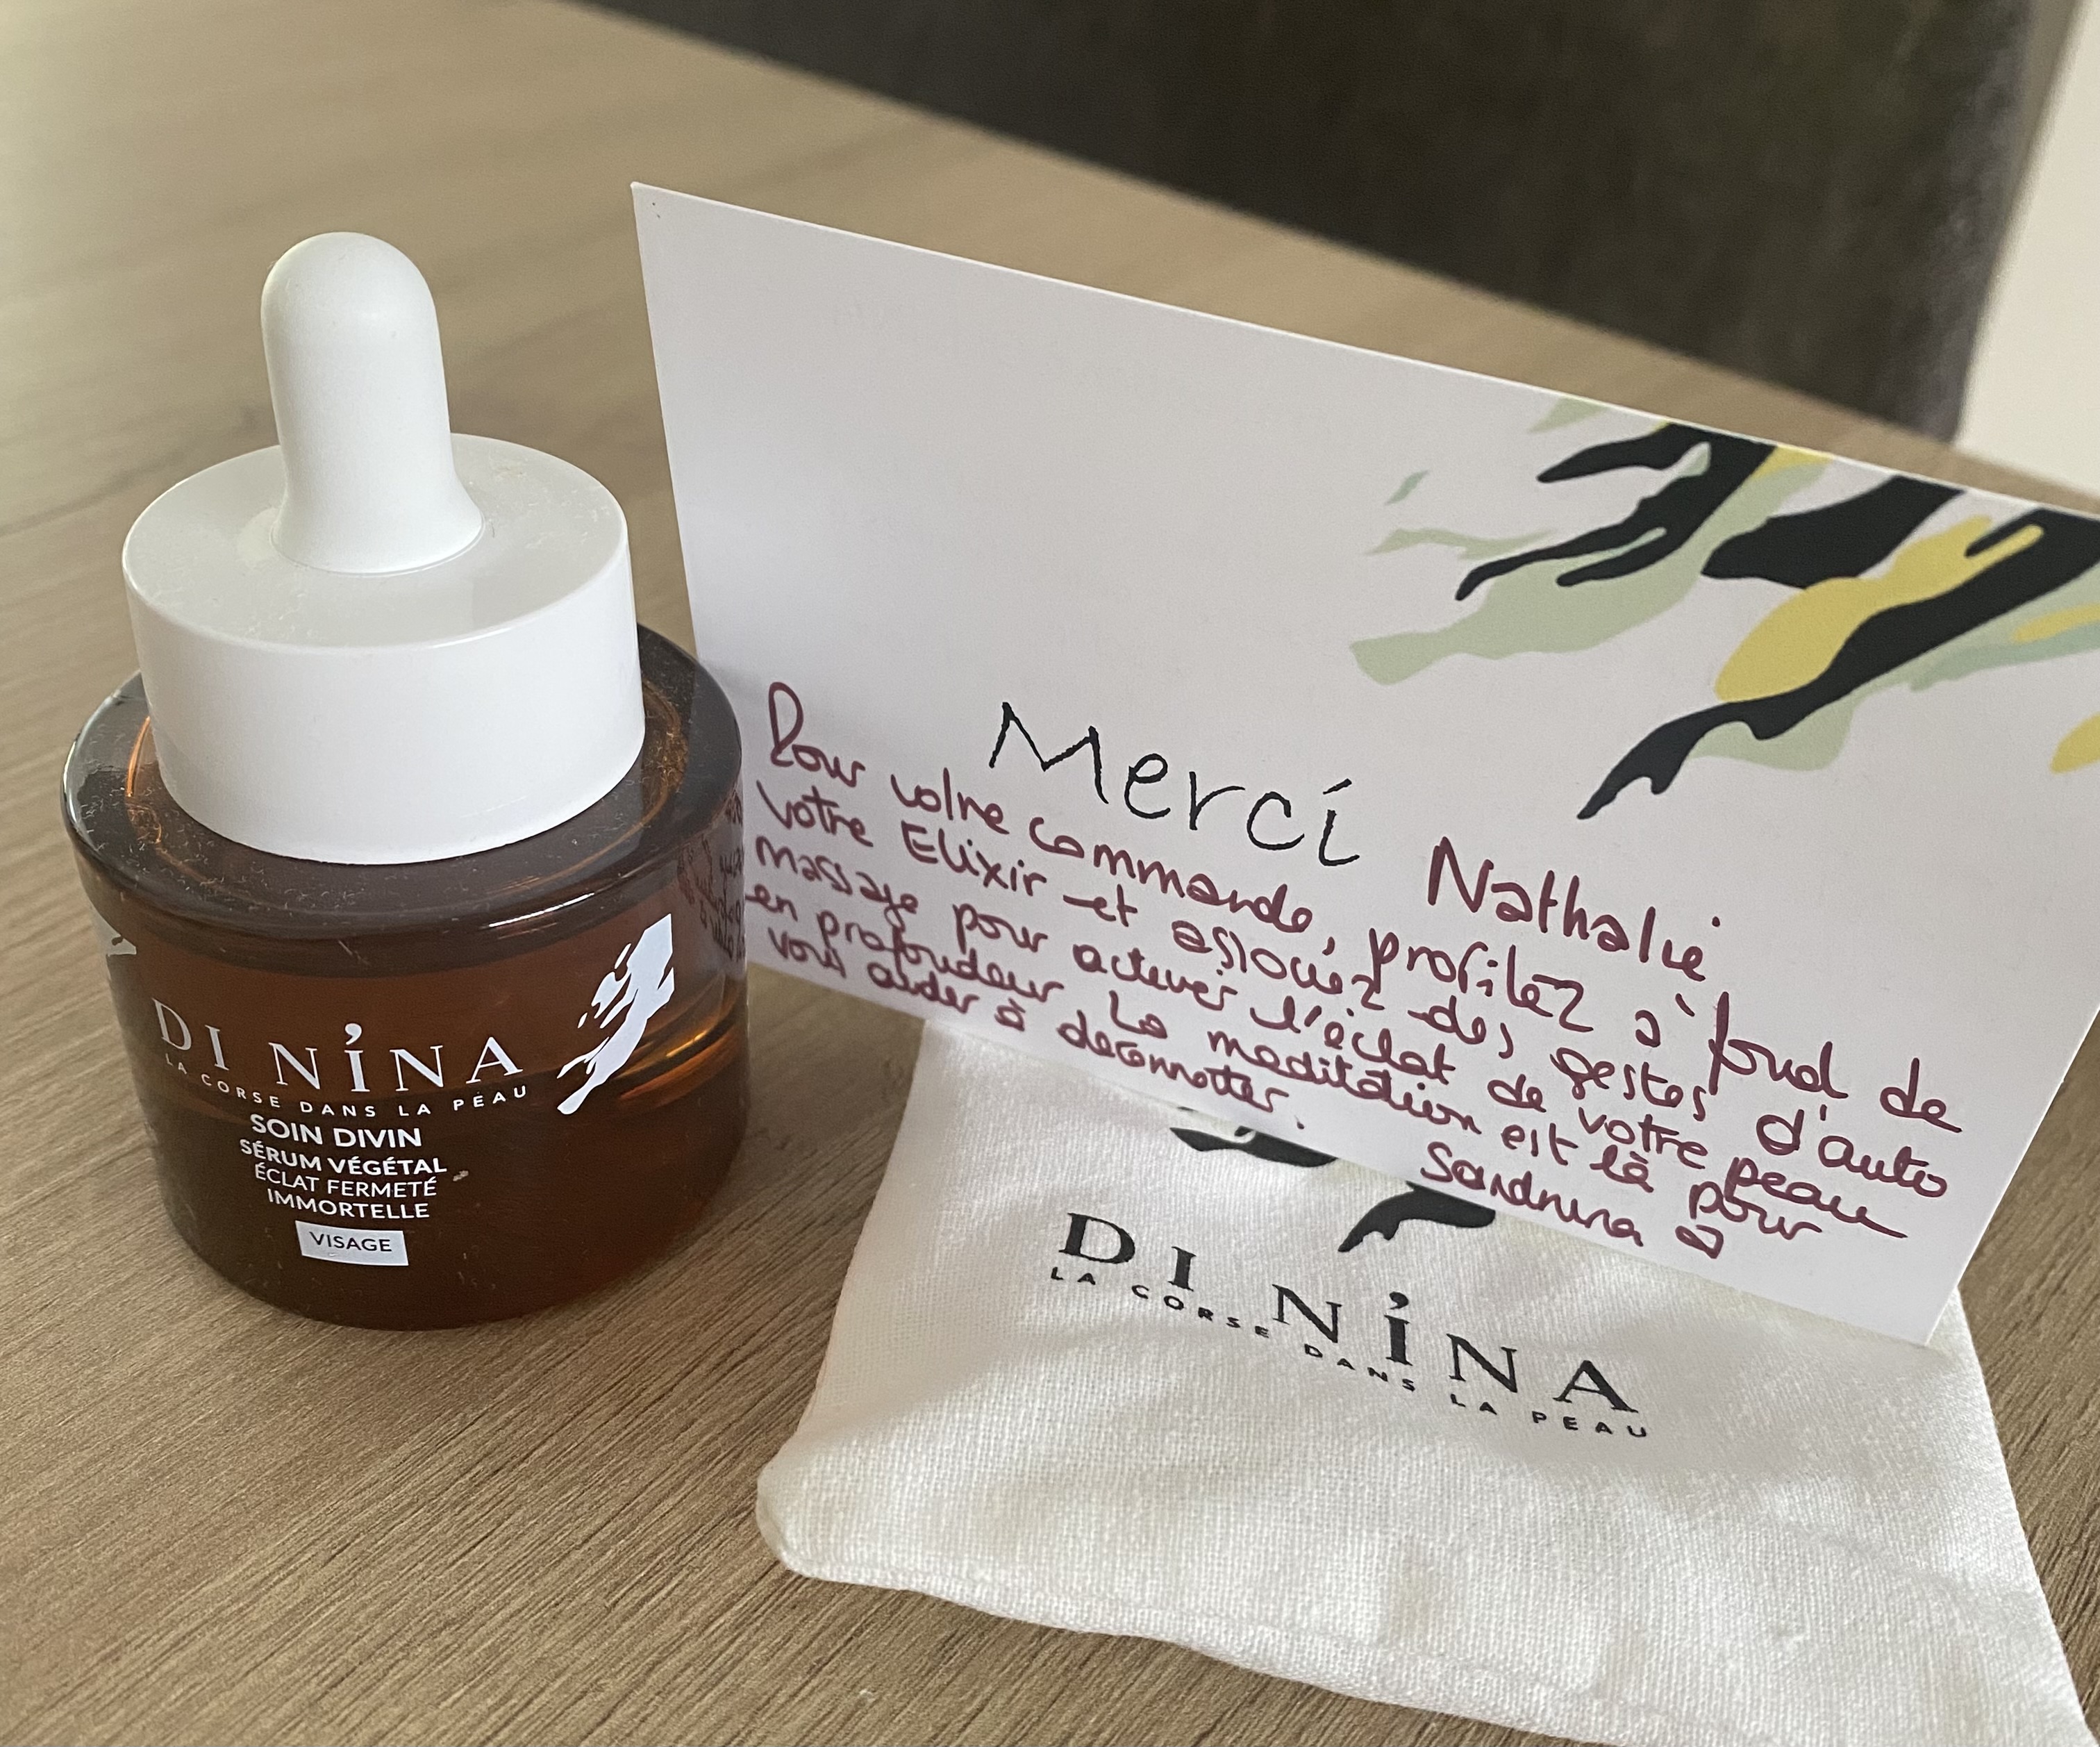 DI NINA
LA CORSE DANS LA PEAU
SOIN DIVIN
SÉRUM VÉGÉTAL
ÉCLAT FERMETÉ
IMMORTELLE
VISAGE
Merci Nathalie
Pour votre commande, profitez à fond de
votre Elixir et associez des gestes d'auto
massage pour activer l'éclat de votre peau
en profondeur. La meditation est là pour
vous aider à deconnecter.
Sandrina
DI NINA
LA CORSE DANS LA PEAU